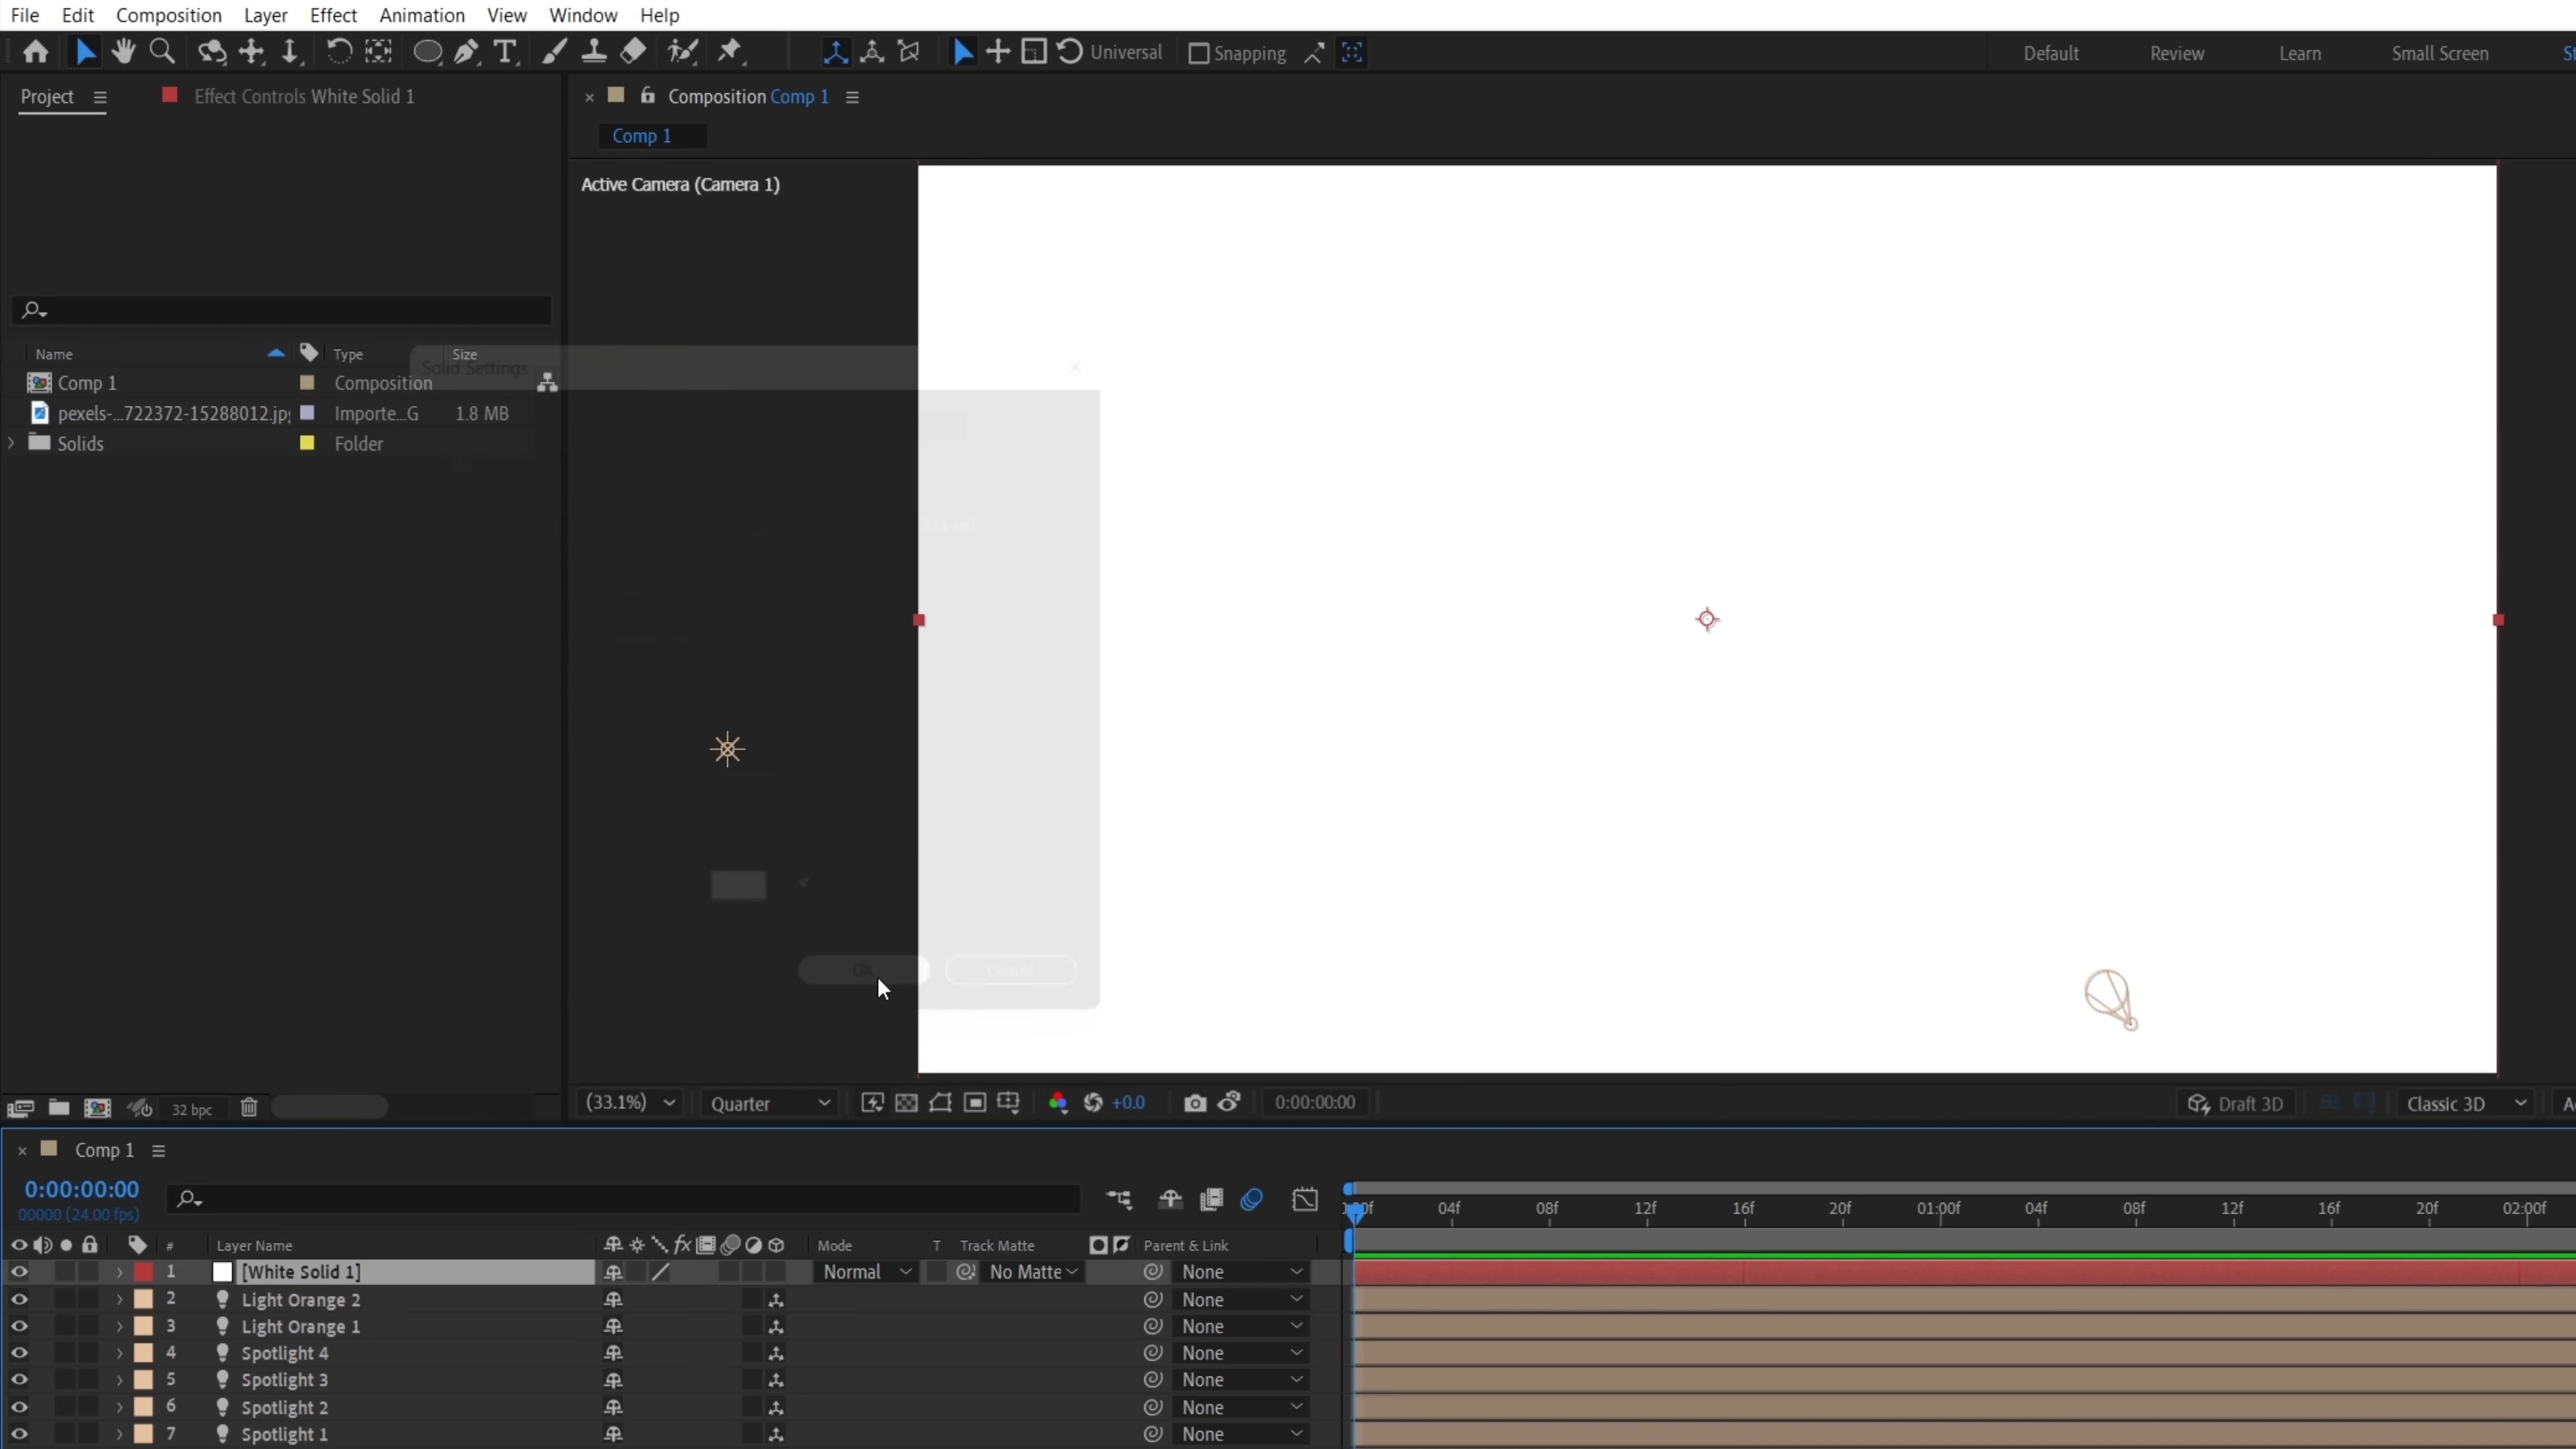 File Edit Composition Layer Effect Animation View Window Help
Universal Snapping Default Review Learn Small Screen
Project Effect Controls White Solid 1
Composition Comp 1
Comp 1
Active Camera (Camera 1)
Name Type Size
Solid Settings
Comp 1 Composition
pexels-...722372-15288012.jpg Importe...G 1.8 MB
Solids Folder
32 bpc
(33.1%) Quarter +0.0 0:00:00:00 Draft 3D Classic 3D
Comp 1
0:00:00:00
00000 (24.00 fps)
04f 08f 12f 16f 20f 01:00f 04f 08f 12f 16f 20f 02:00f
# Layer Name fx Mode T Track Matte Parent & Link
1 [White Solid 1] Normal No Matte None
2 Light Orange 2 None
3 Light Orange 1 None
4 Spotlight 4 None
5 Spotlight 3 None
6 Spotlight 2 None
7 Spotlight 1 None